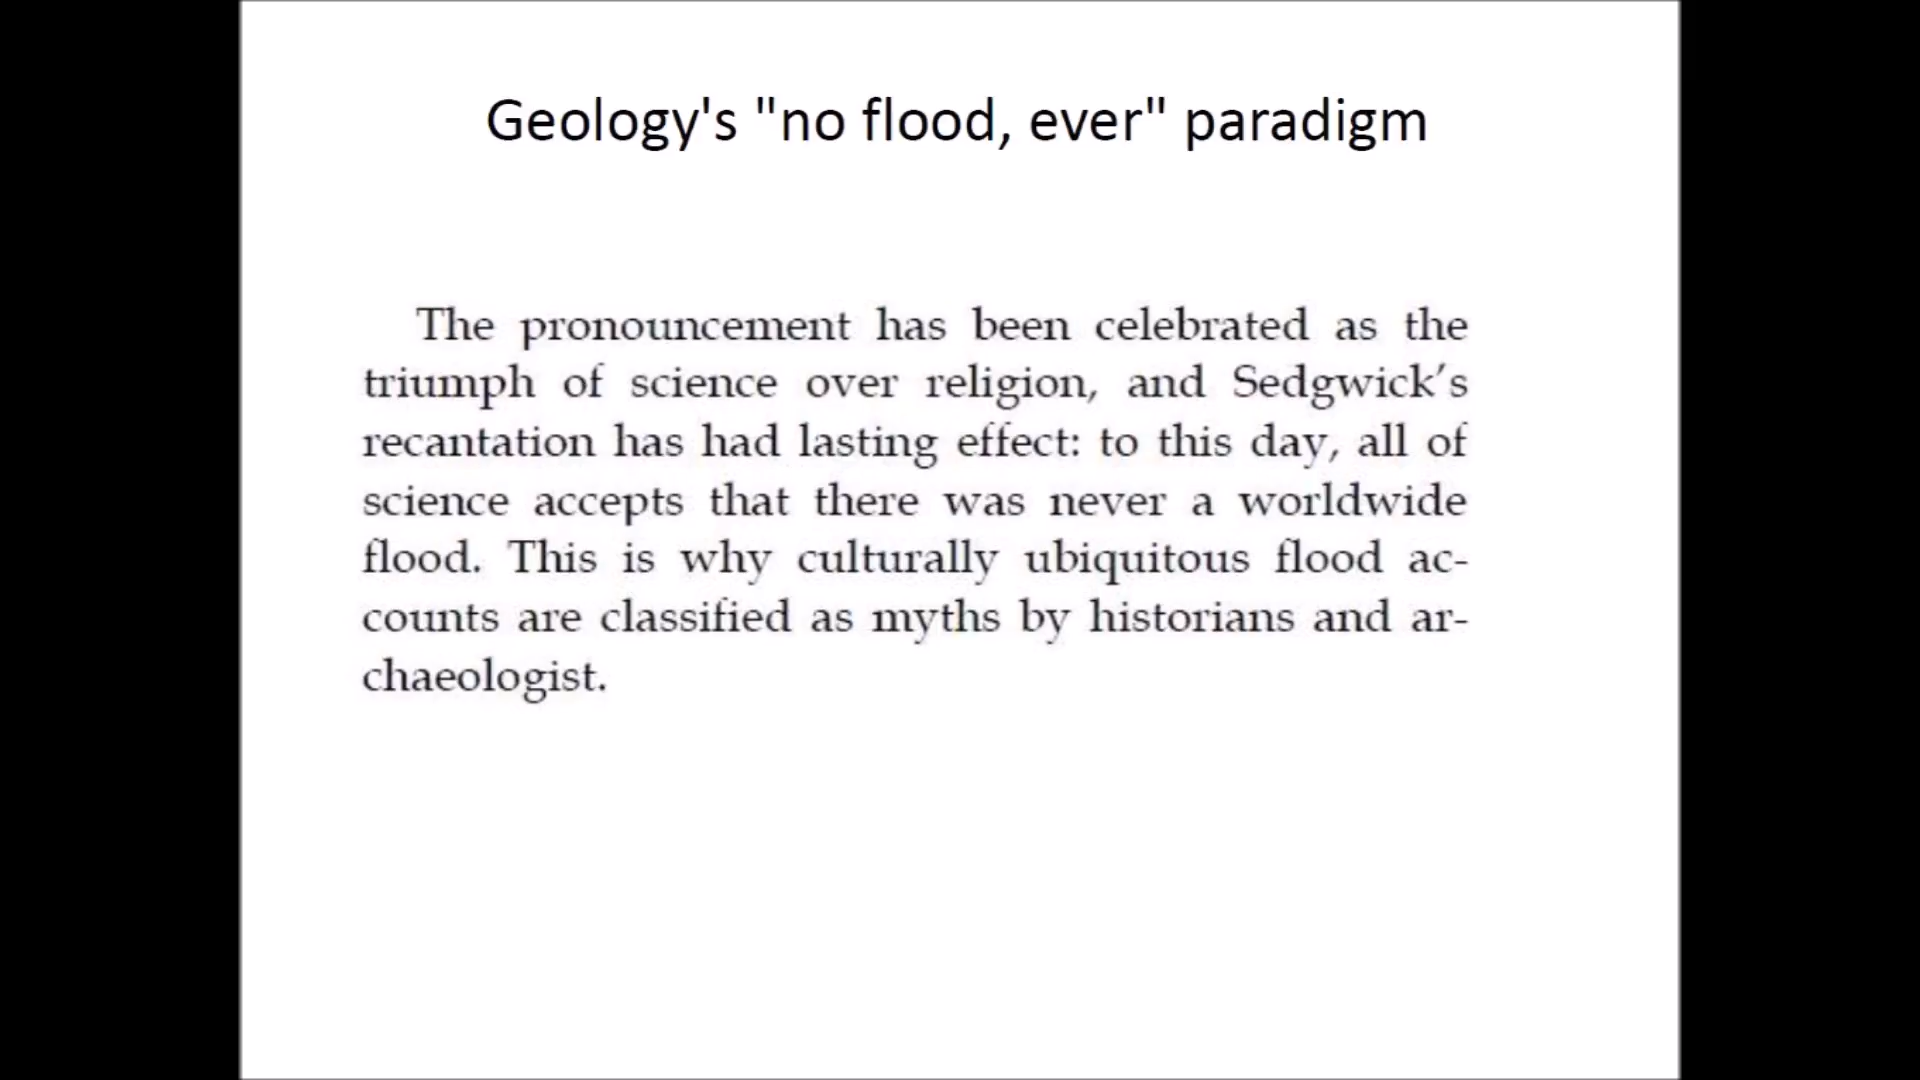 Geology's "no flood, ever" paradigm
The pronouncement has been celebrated as the
triumph of science over religion, and Sedgwick's
recantation has had lasting effect: to this day, all of
science accepts that there was never a worldwide
flood. This is why culturally ubiquitous flood ac-
counts are classified as myths by historians and ar-
chaeologist.